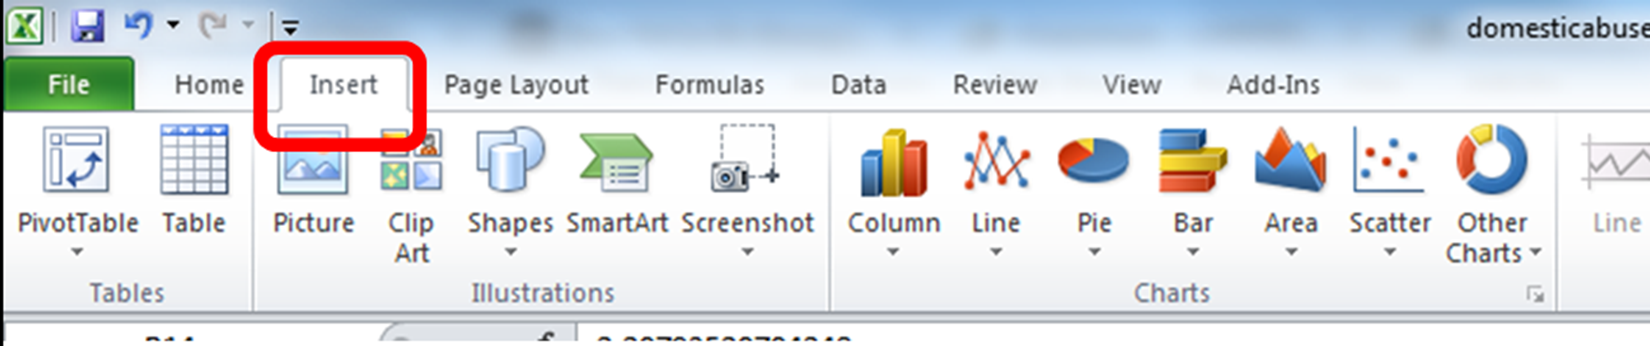 domesticabuse
File Home Insert Page Layout Formulas Data Review View Add-Ins
PivotTable Table Picture Clip Art Shapes SmartArt Screenshot Column Line Pie Bar Area Scatter Other Charts Line
Tables Illustrations Charts